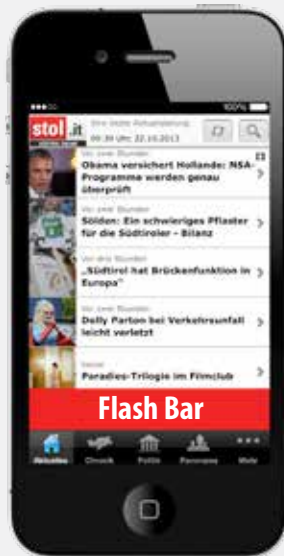 100%
stol.it
Ihre letzte Aktualisierung
09:39 Uhr, 22.10.2013
Vor zwei Stunden
Obama versichert Hollande: NSA-
Programme werden genau
überprüft
Vor zwei Stunden
Sölden: Ein schwieriges Pflaster
für die Südtiroler - Bilanz
Vor drei Stunden
„Südtirol hat Brückenfunktion in
Europa"
Vor zwei Stunden
Dolly Parton bei Verkehrsunfall
leicht verletzt
Heute
Paradies-Trilogie im Filmclub
Flash Bar
Aktuelles Chronik Politik Panorama Mehr